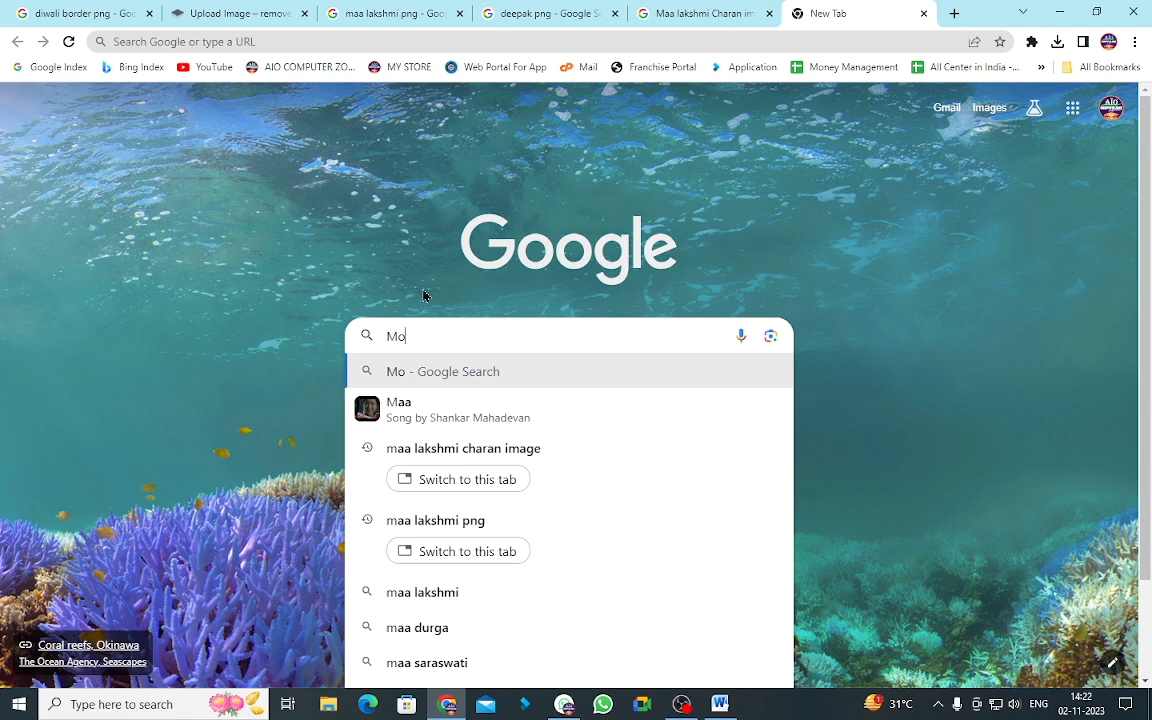 diwali border png - Goo
Upload Image – remove
maa lakshmi png - Goo
deepak png - Google Se
Maa lakshmi Charan im
New Tab
Search Google or type a URL
Google Index
Bing Index
YouTube
AIO COMPUTER ZO...
MY STORE
Web Portal For App
Mail
Franchise Portal
Application
Money Management
All Center in India -...
»
All Bookmarks
Gmail
Images
Google
Mo
Mo - Google Search
Maa
Song by Shankar Mahadevan
maa lakshmi charan image
Switch to this tab
maa lakshmi png
Switch to this tab
maa lakshmi
maa durga
maa saraswati
Coral reefs, Okinawa
The Ocean Agency, Seascapes
Type here to search
31°C
ENG
14:22
02-11-2023